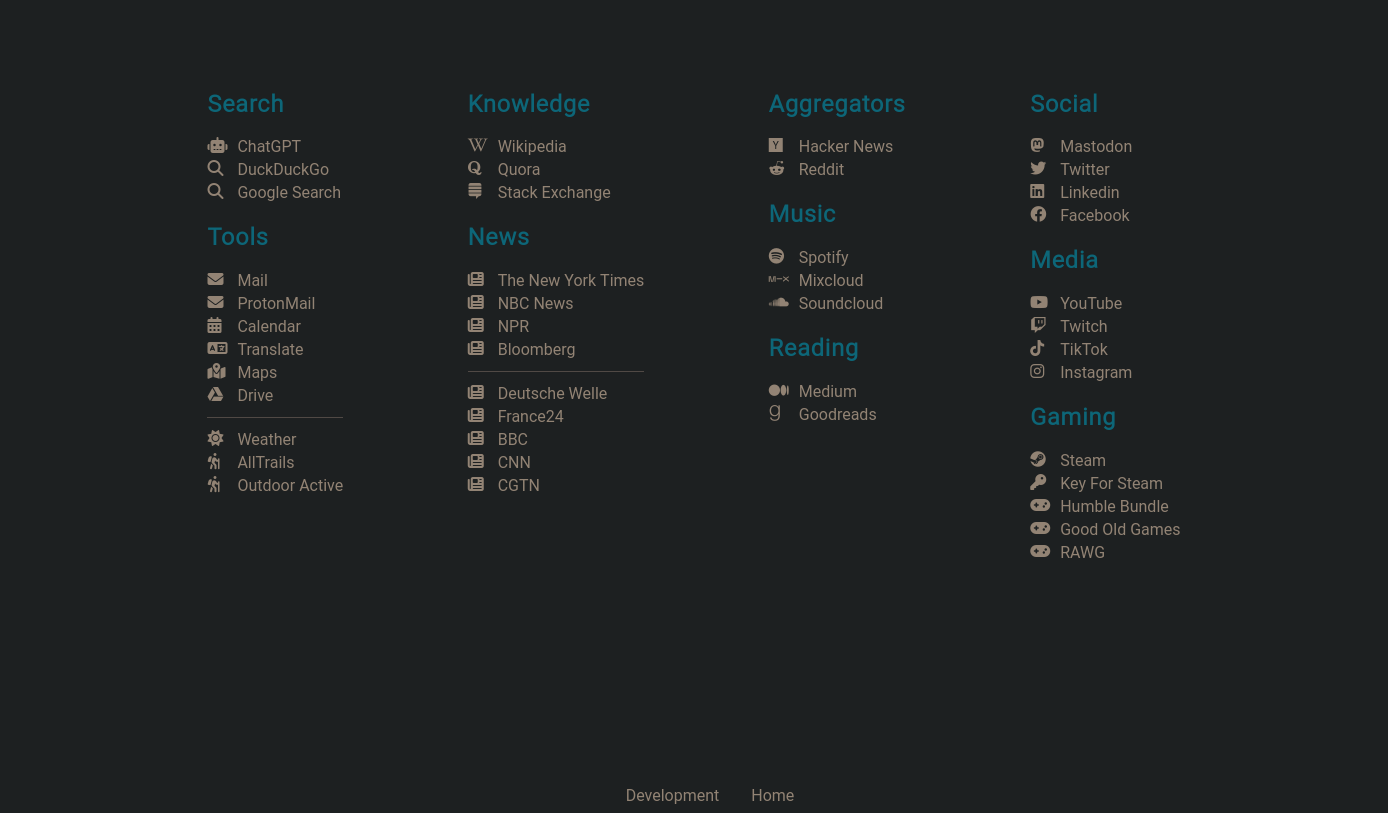 Search
ChatGPT
DuckDuckGo
Google Search
Tools
Mail
ProtonMail
Calendar
Translate
Maps
Drive
Weather
AllTrails
Outdoor Active
Knowledge
Wikipedia
Quora
Stack Exchange
News
The New York Times
NBC News
NPR
Bloomberg
Deutsche Welle
France24
BBC
CNN
CGTN
Aggregators
Hacker News
Reddit
Music
Spotify
Mixcloud
Soundcloud
Reading
Medium
Goodreads
Social
Mastodon
Twitter
Linkedin
Facebook
Media
YouTube
Twitch
TikTok
Instagram
Gaming
Steam
Key For Steam
Humble Bundle
Good Old Games
RAWG
Development Home